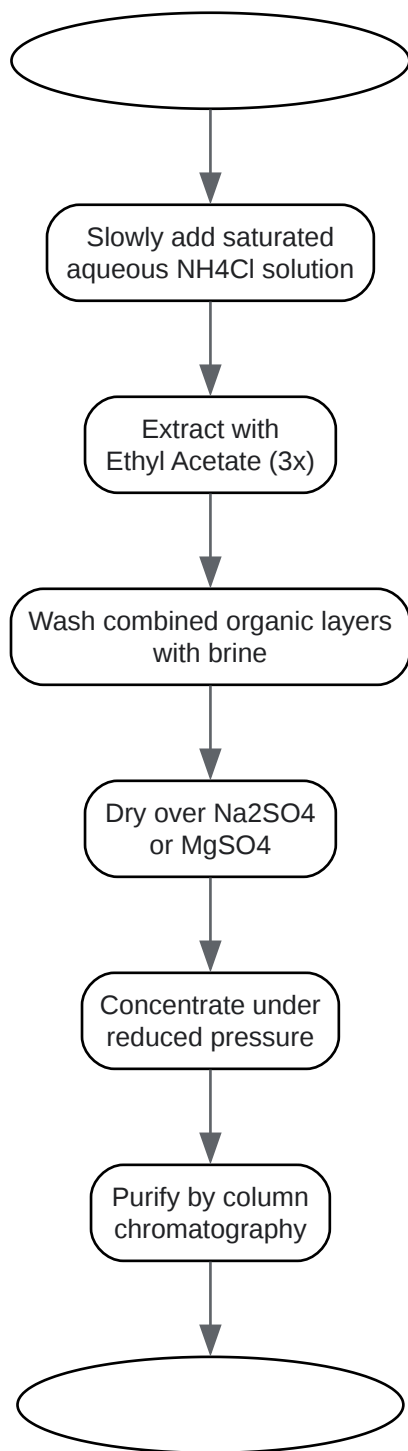 Slowly add saturated
aqueous NH4Cl solution
Extract with
Ethyl Acetate (3x)
Wash combined organic layers
with brine
Dry over Na2SO4
or MgSO4
Concentrate under
reduced pressure
Purify by column
chromatography